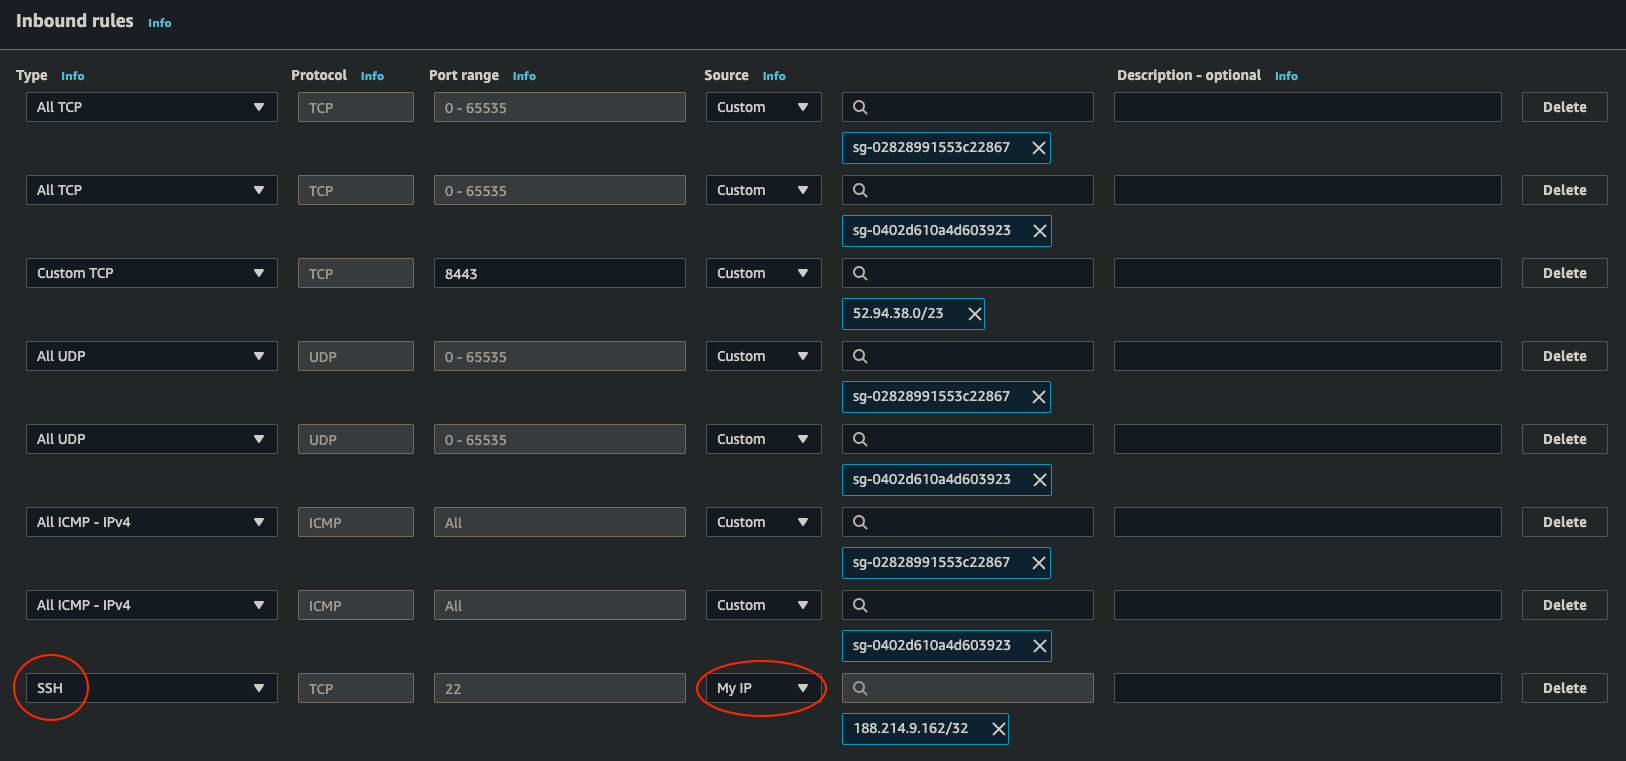 Inbound rules Info
Type Info Protocol Info Port range Info Source Info Description - optional Info
All TCP TCP 0 - 65535 Custom Delete
sg-02828991553c22867
All TCP TCP 0 - 65535 Custom Delete
sg-0402d610a4d603923
Custom TCP TCP 8443 Custom Delete
52.94.38.0/23
All UDP UDP 0 - 65535 Custom Delete
sg-02828991553c22867
All UDP UDP 0 - 65535 Custom Delete
sg-0402d610a4d603923
All ICMP - IPv4 ICMP All Custom Delete
sg-02828991553c22867
All ICMP - IPv4 ICMP All Custom Delete
sg-0402d610a4d603923
SSH TCP 22 My IP Delete
188.214.9.162/32